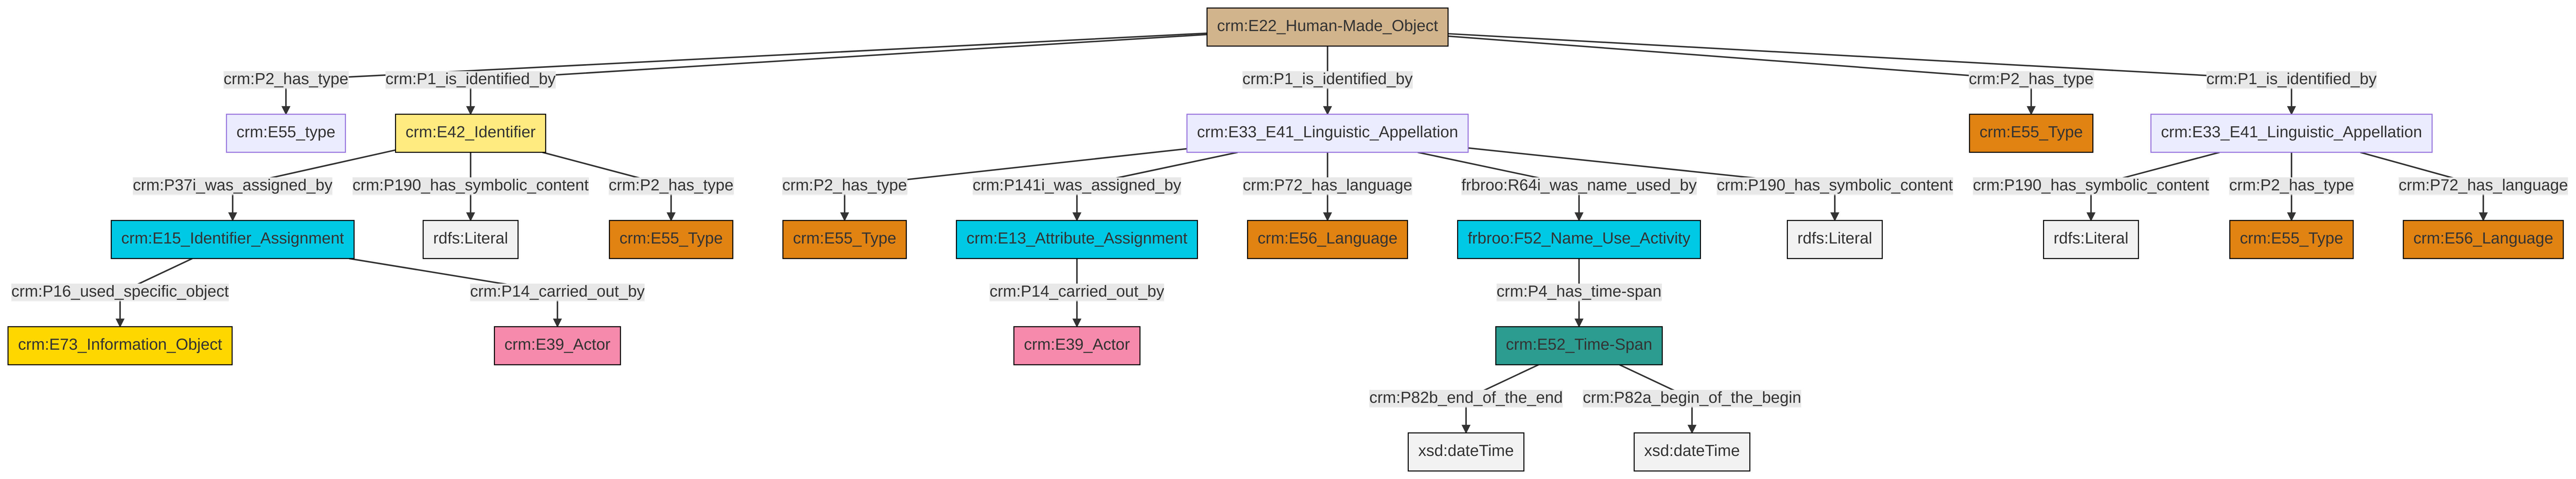 crm:E22_Human-Made_Object
crm:P2_has_type
crm:P1_is_identified_by
crm:P1_is_identified_by
crm:P2_has_type
crm:P1_is_identified_by
crm:E55_type
crm:E42_Identifier
crm:E33_E41_Linguistic_Appellation
crm:E55_Type
crm:E33_E41_Linguistic_Appellation
crm:P37i_was_assigned_by
crm:P190_has_symbolic_content
crm:P2_has_type
crm:P2_has_type
crm:P141i_was_assigned_by
crm:P72_has_language
frbroo:R64i_was_name_used_by
crm:P190_has_symbolic_content
crm:P190_has_symbolic_content
crm:P2_has_type
crm:P72_has_language
crm:E15_Identifier_Assignment
rdfs:Literal
crm:E55_Type
crm:E55_Type
crm:E13_Attribute_Assignment
crm:E56_Language
frbroo:F52_Name_Use_Activity
rdfs:Literal
rdfs:Literal
crm:E55_Type
crm:E56_Language
crm:P16_used_specific_object
crm:P14_carried_out_by
crm:P14_carried_out_by
crm:P4_has_time-span
crm:E73_Information_Object
crm:E39_Actor
crm:E39_Actor
crm:E52_Time-Span
crm:P82b_end_of_the_end
crm:P82a_begin_of_the_begin
xsd:dateTime
xsd:dateTime